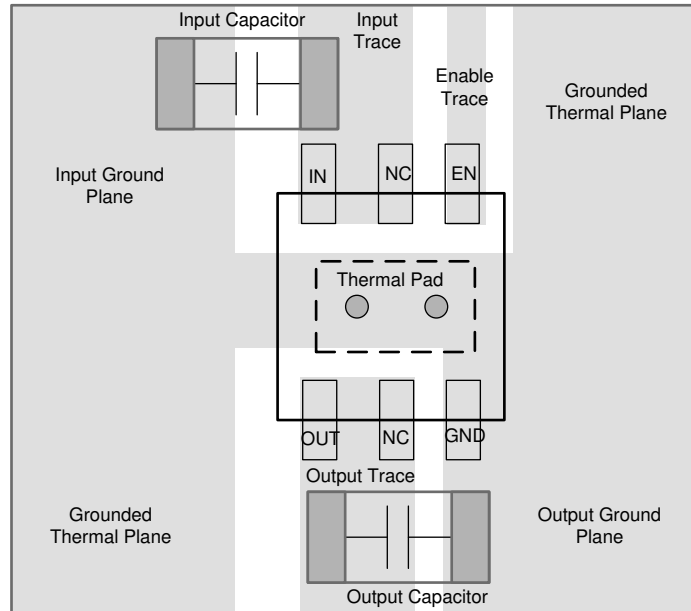 Input Capacitor
Input
Trace
Enable
Trace
Grounded
Thermal Plane
Input Ground
Plane
IN
NC
EN
Thermal Pad
OUT
NC
GND
Output Trace
Grounded
Thermal Plane
Output Ground
Plane
Output Capacitor